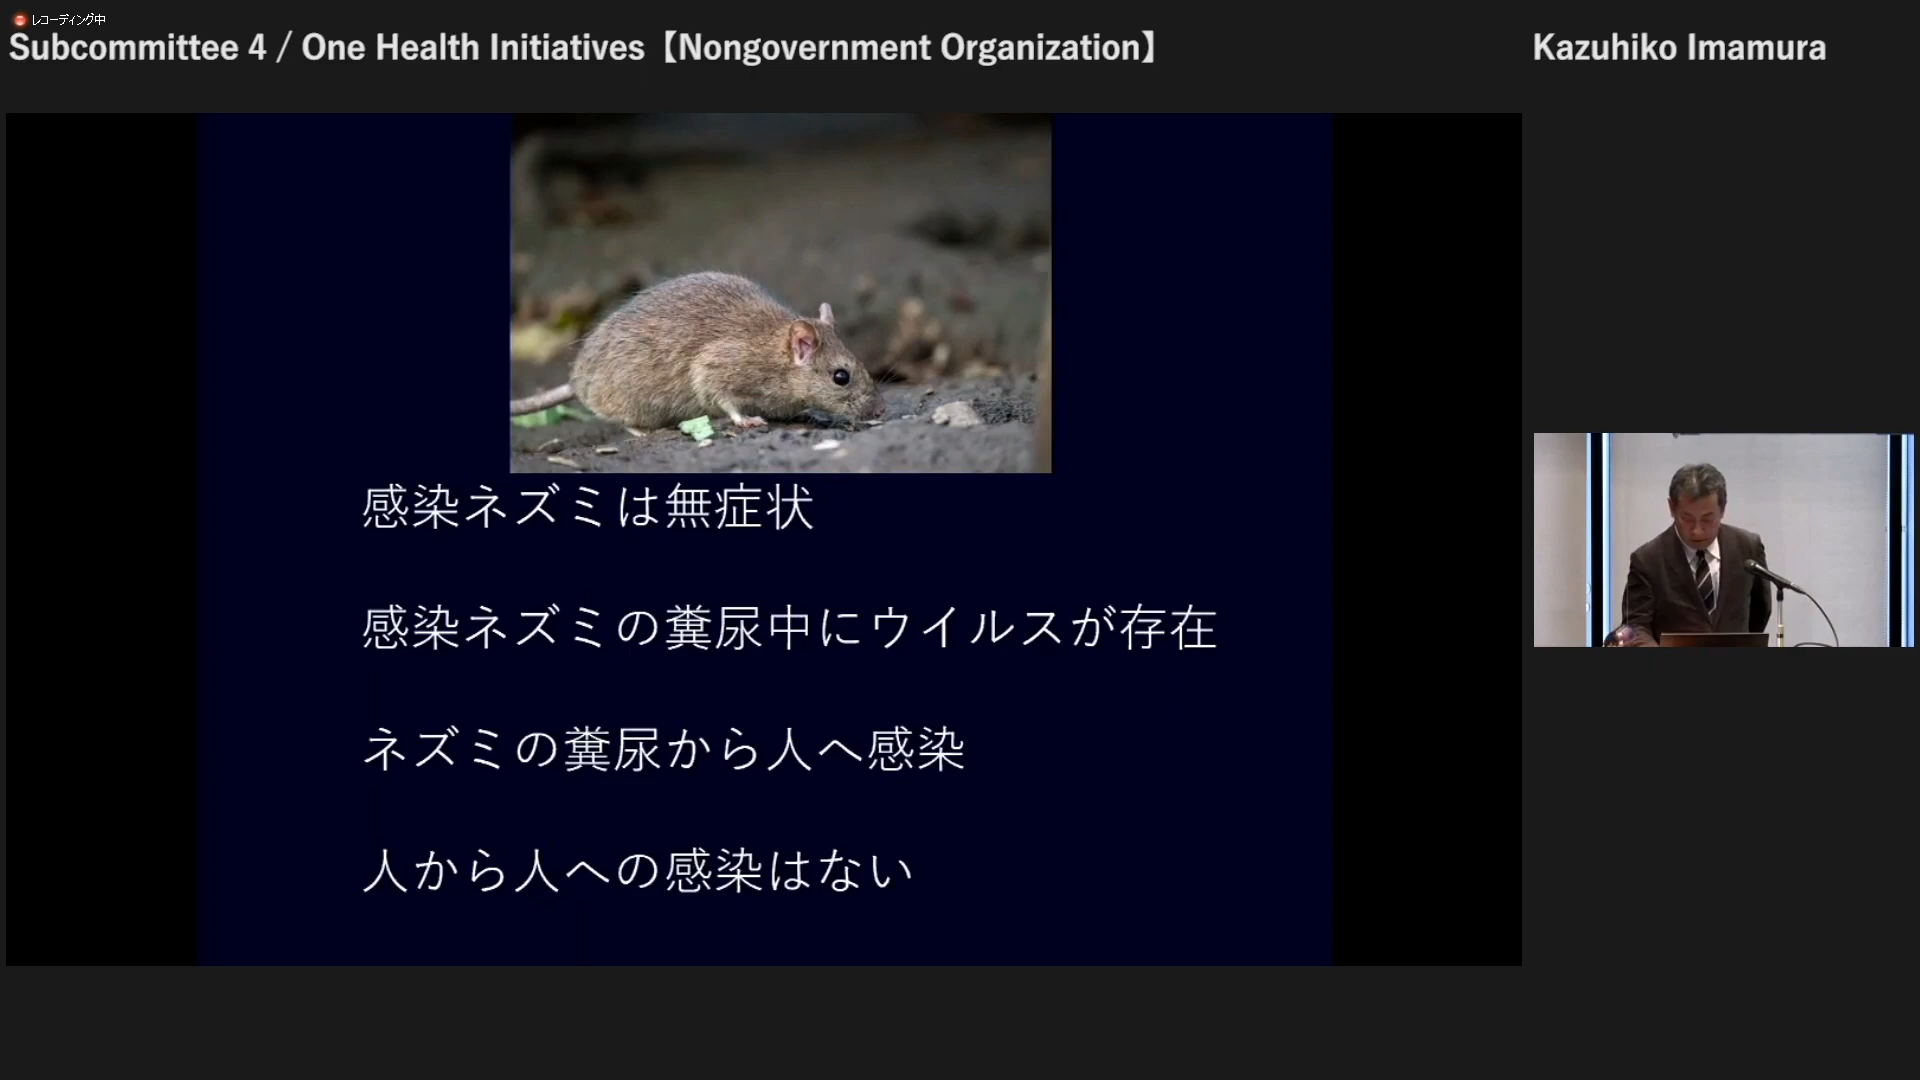 レコーディング中
Subcommittee 4 / One Health Initiatives【Nongovernment Organization】
Kazuhiko Imamura
感染ネズミは無症状
感染ネズミの糞尿中にウイルスが存在
ネズミの糞尿から人へ感染
人から人への感染はない